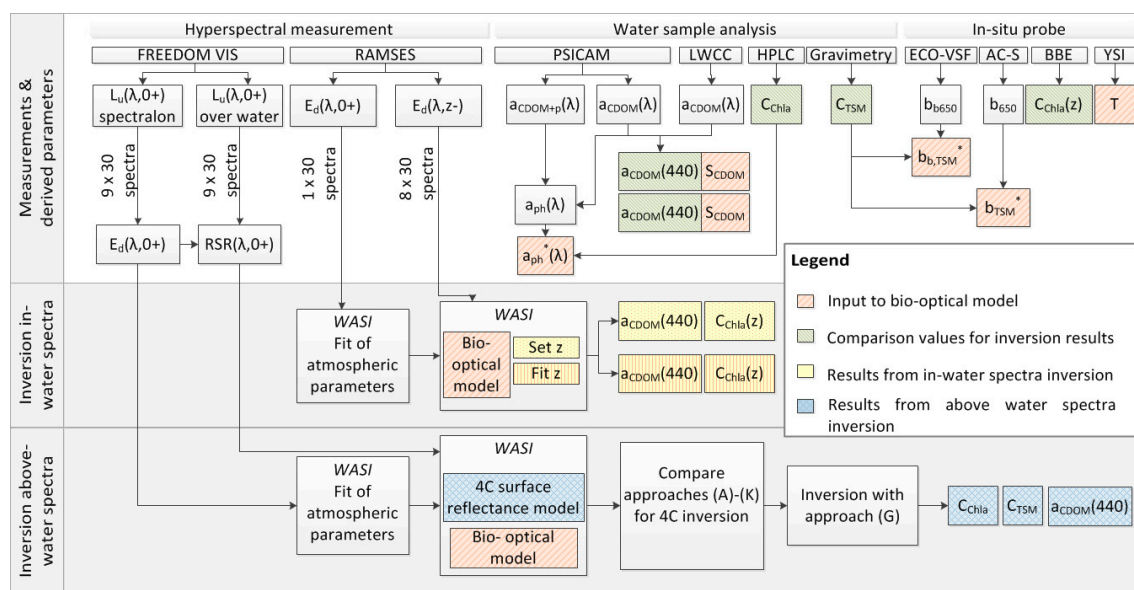 Hyperspectral measurement
Water sample analysis
In-situ probe
FREEDOM VIS
RAMSES
PSICAM
LWCC
HPLC
Gravimetry
ECO-VSF
AC-S
BBE
YSI
Measurements &
derived parameters
Lu(λ,0+)
spectralon
Lu(λ,0+)
over water
Ed(λ,0+)
Ed(λ,z-)
aCDOM+p(λ)
aCDOM(λ)
aCDOM(λ)
CChla
CTSM
bb650
b650
CChla(z)
T
9 x 30
spectra
9 x 30
spectra
1 x 30
spectra
8 x 30
spectra
bb,TSM*
aCDOM(440)
SCDOM
aph(λ)
bTSM*
aCDOM(440)
SCDOM
Ed(λ,0+)
RSR(λ,0+)
aph*(λ)
Legend
Input to bio-optical model
Comparison values for inversion results
Results from in-water spectra inversion
Results from above water spectra
inversion
Inversion in-
water spectra
WASI
Fit of
atmospheric
parameters
WASI
Bio-
optical
model
Set z
Fit z
aCDOM(440)
CChla(z)
aCDOM(440)
CChla(z)
Inversion above-
water spectra
WASI
Fit of
atmospheric
parameters
WASI
4C surface
reflectance model
Bio- optical
model
Compare
approaches (A)-(K)
for 4C inversion
Inversion with
approach (G)
CChla
CTSM
aCDOM(440)